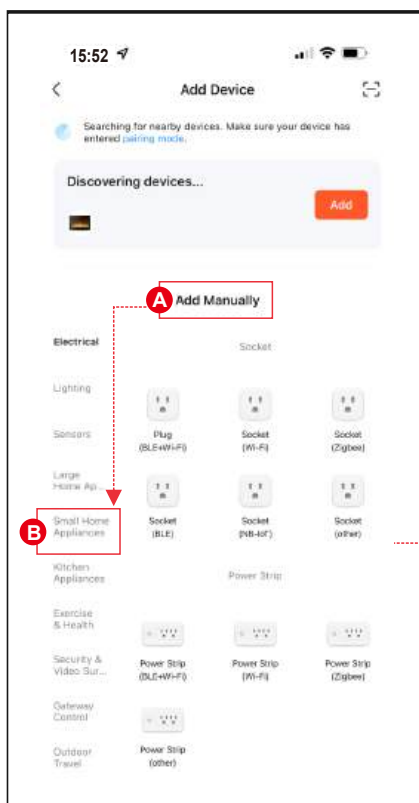 15:52
Add Device
Searching for nearby devices. Make sure your device has
entered pairing mode.
Discovering devices...
Add
A
Add Manually
Electrical
Socket
Lighting
Sensors
Plug
(BLE+Wi-Fi)
Socket
(Wi-Fi)
Socket
(Zigbee)
Large
Home Ap...
B
Small Home
Appliances
Socket
(BLE)
Socket
(NB-IoT)
Socket
(other)
Kitchen
Appliances
Power Strip
Exercise
& Health
Security &
Video Sur...
Power Strip
(BLE+Wi-Fi)
Power Strip
(Wi-Fi)
Power Strip
(Zigbee)
Gateway
Control
Outdoor
Travel
Power Strip
(other)